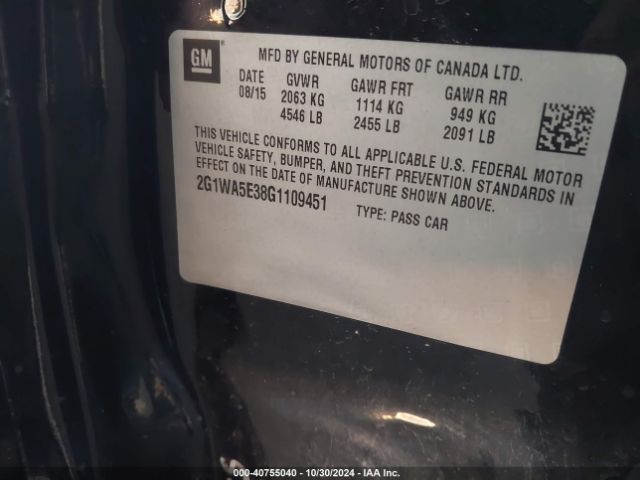 GM
MFD BY GENERAL MOTORS OF CANADA LTD.
DATE GVWR GAWR FRT GAWR RR
08/15 2063 KG 1114 KG 949 KG
4546 LB 2455 LB 2091 LB
THIS VEHICLE CONFORMS TO ALL APPLICABLE U.S. FEDERAL MOTOR
VEHICLE SAFETY, BUMPER, AND THEFT PREVENTION STANDARDS IN
EFFECT ON THE DATE OF MANUFACTURE SHOWN ABOVE.
2G1WA5E38G1109451 TYPE: PASS CAR
00 - 40755040 - 10/30/2024 - IAA Inc.